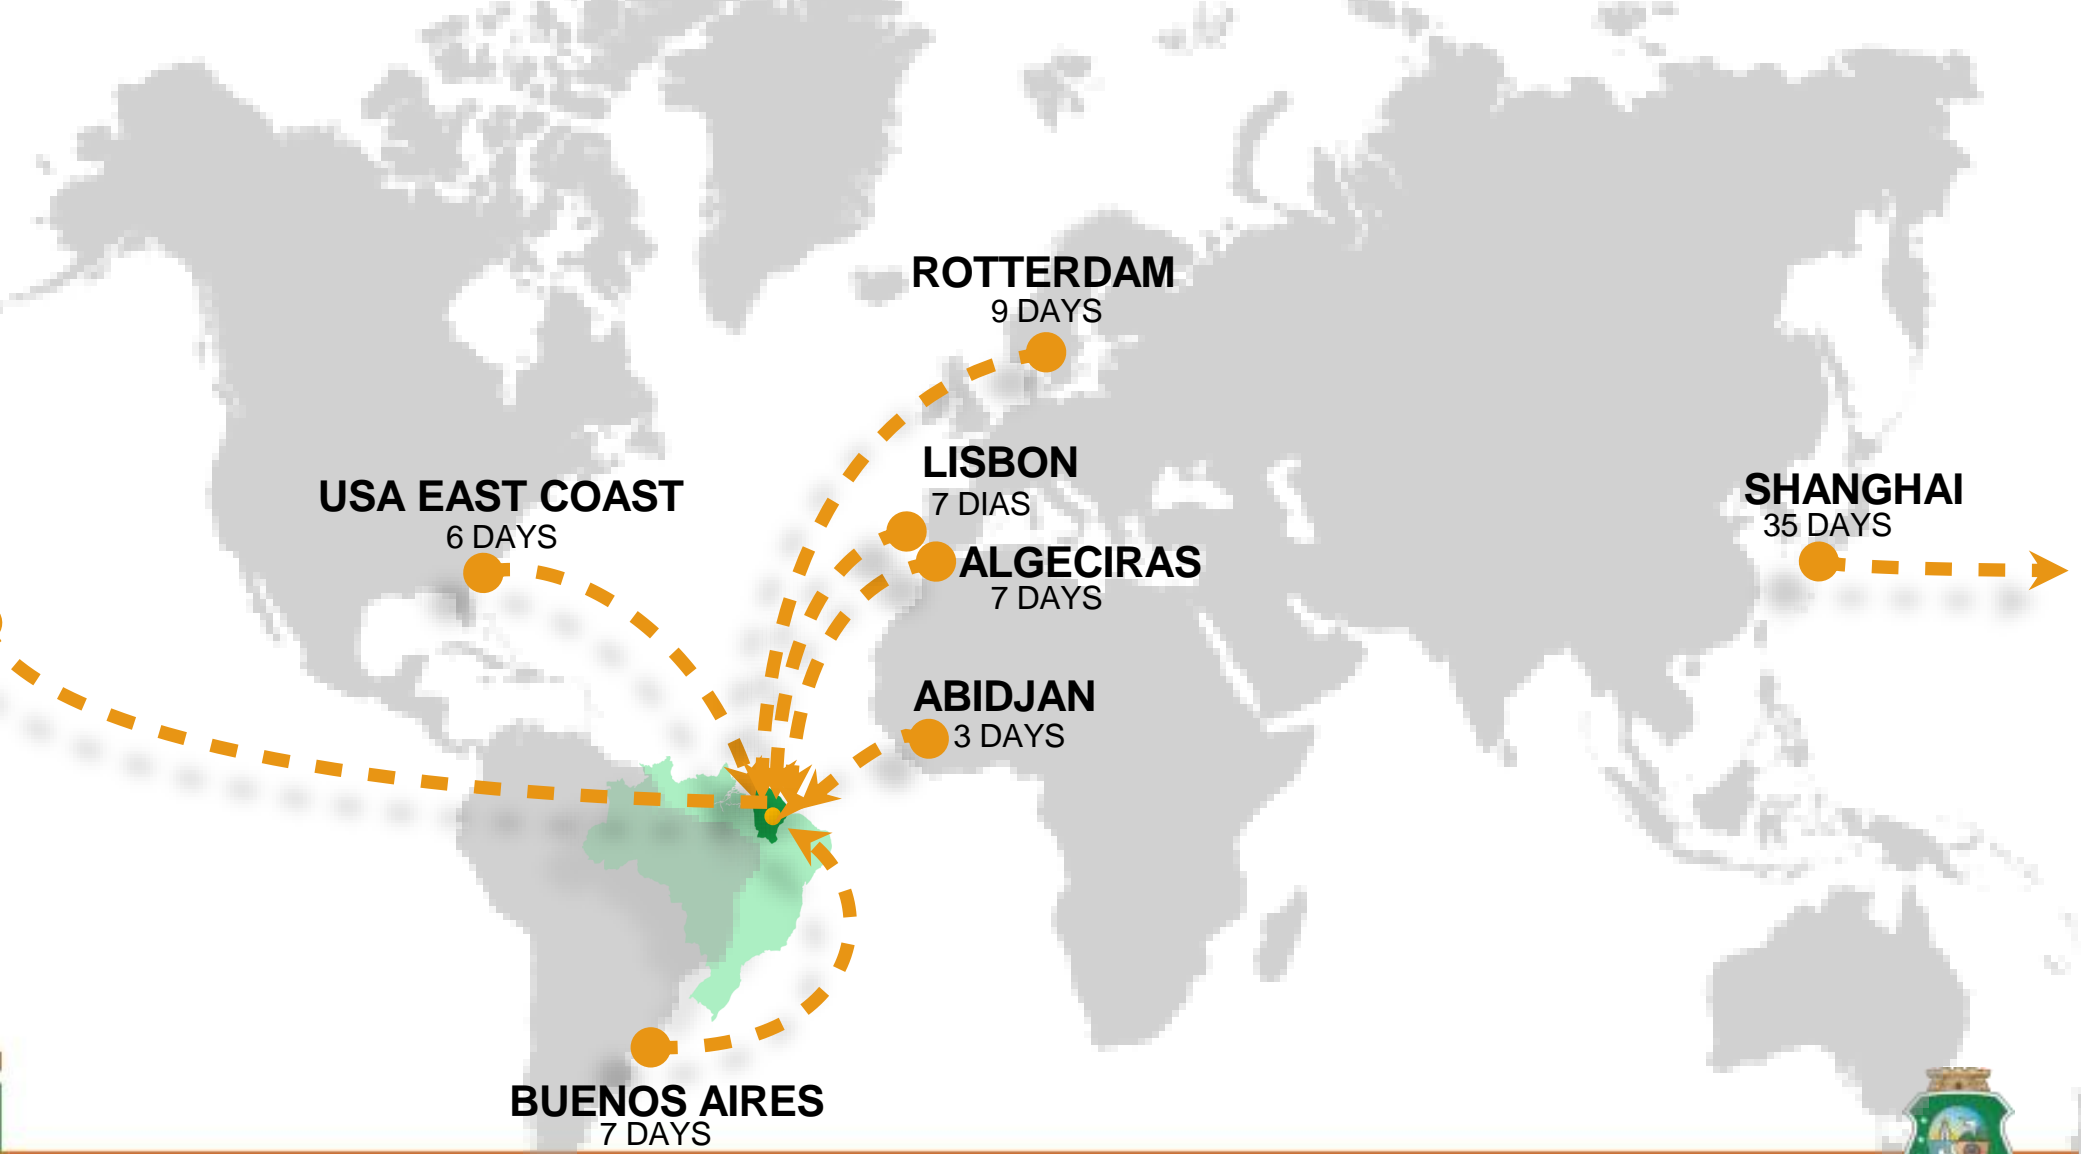 ROTTERDAM
9 DAYS
LISBON
7 DIAS
USA EAST COAST
6 DAYS
SHANGHAI
35 DAYS
ALGECIRAS
7 DAYS
ABIDJAN
3 DAYS
BUENOS AIRES
7 DAYS